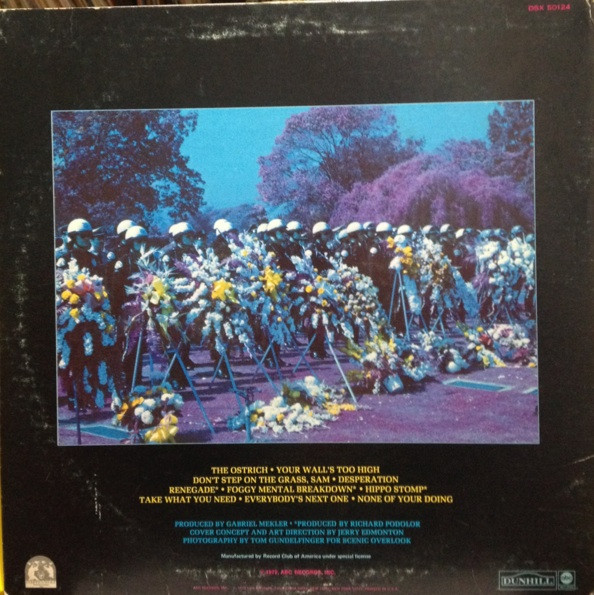 DSX 50124
THE OSTRICH • YOUR WALL'S TOO HIGH
DON'T STEP ON THE GRASS, SAM • DESPERATION
RENEGADE* • FOGGY MENTAL BREAKDOWN* • HIPPO STOMP*
TAKE WHAT YOU NEED • EVERYBODY'S NEXT ONE • NONE OF YOUR DOING
PRODUCED BY GABRIEL MEKLER • *PRODUCED BY RICHARD PODOLOR
COVER CONCEPT AND ART DIRECTION BY JERRY EDMONTON
PHOTOGRAPHY BY TOM GUNDELFINGER FOR SCENIC OVERLOOK
Manufactured by Record Club of America under special license
ABC RECORDS, INC.
DUNHILL abc